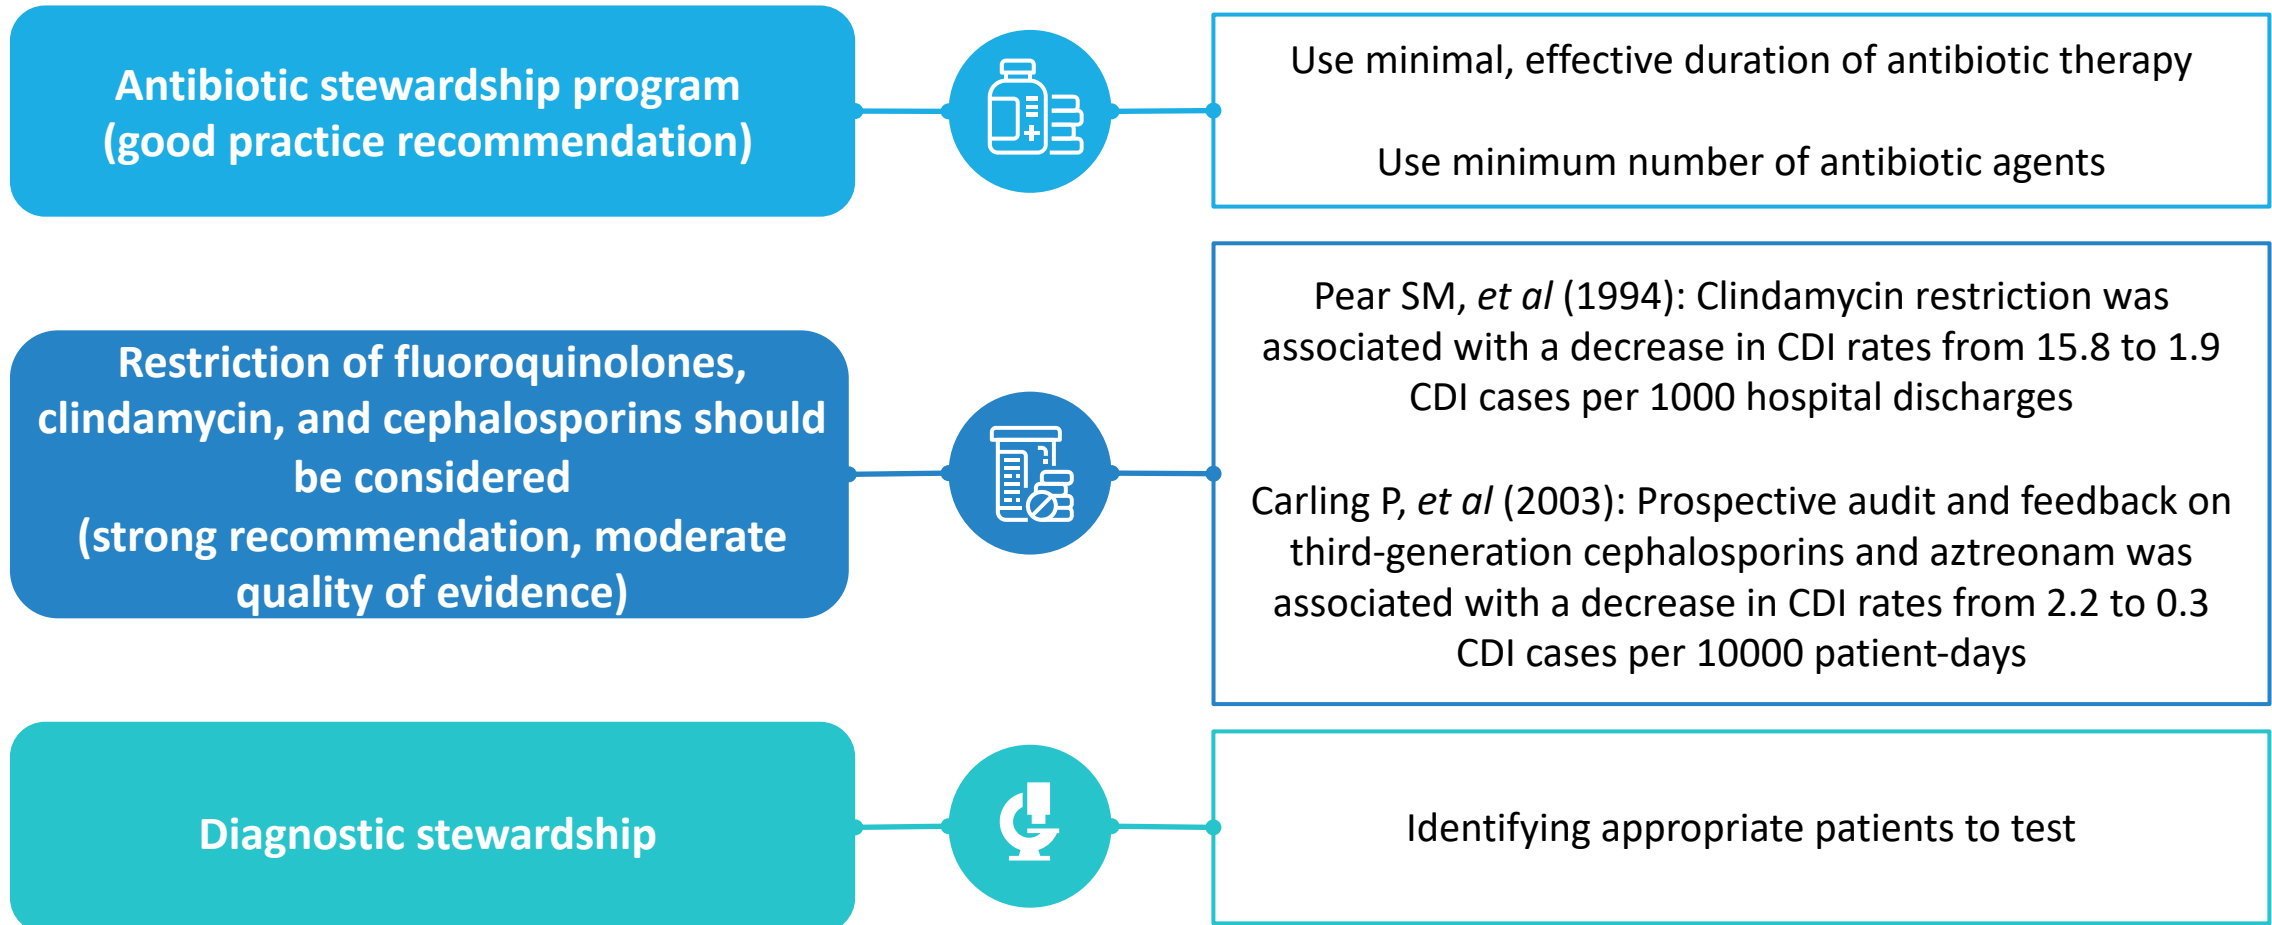 Antibiotic stewardship program
(good practice recommendation)
Use minimal, effective duration of antibiotic therapy
Use minimum number of antibiotic agents
Restriction of fluoroquinolones,
clindamycin, and cephalosporins should
be considered
(strong recommendation, moderate
quality of evidence)
Pear SM, et al (1994): Clindamycin restriction was
associated with a decrease in CDI rates from 15.8 to 1.9
CDI cases per 1000 hospital discharges
Carling P, et al (2003): Prospective audit and feedback on
third-generation cephalosporins and aztreonam was
associated with a decrease in CDI rates from 2.2 to 0.3
CDI cases per 10000 patient-days
Diagnostic stewardship
Identifying appropriate patients to test